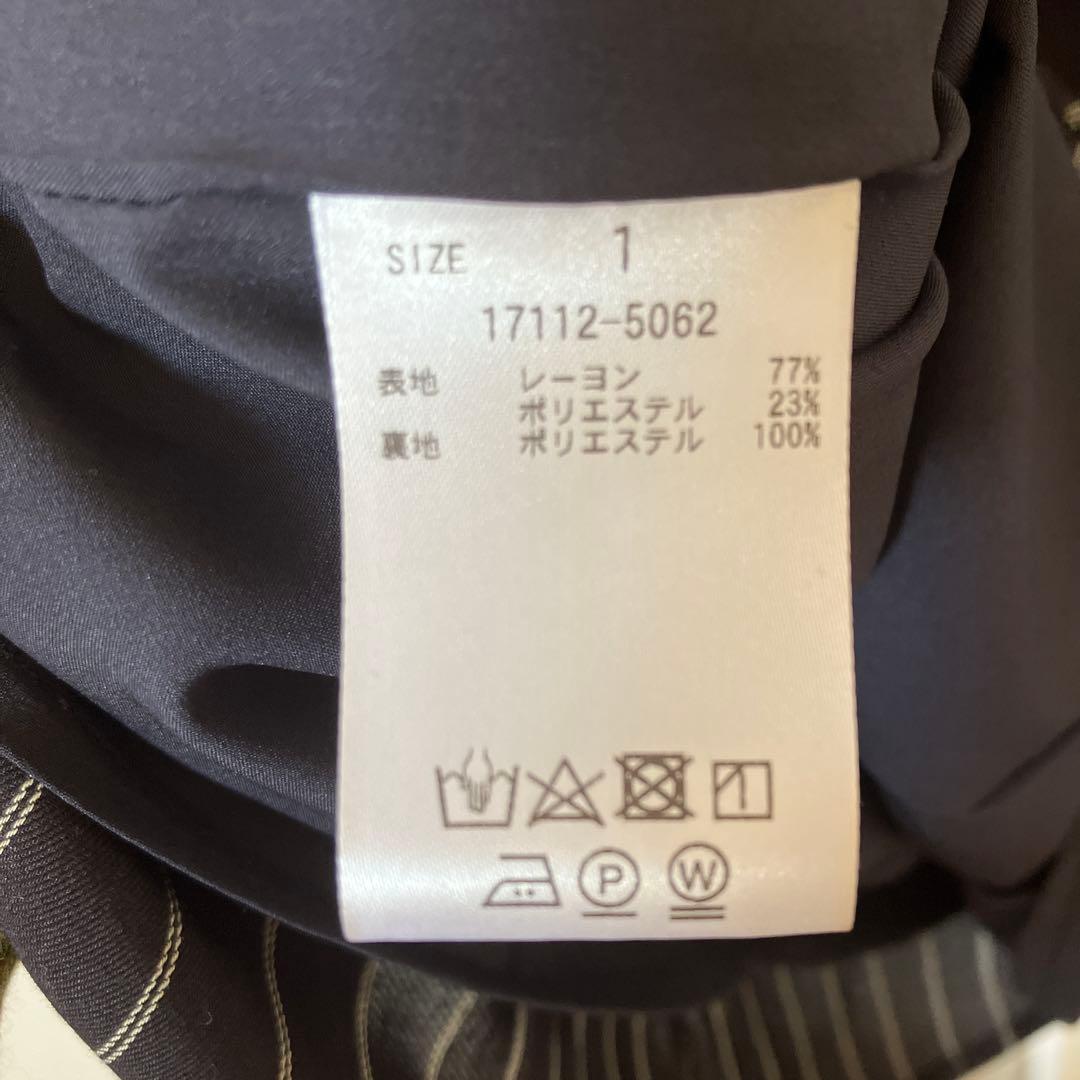 SIZE 1
17112-5062
表地 レーヨン 77%
ポリエステル 23%
裏地 ポリエステル 100%
P W